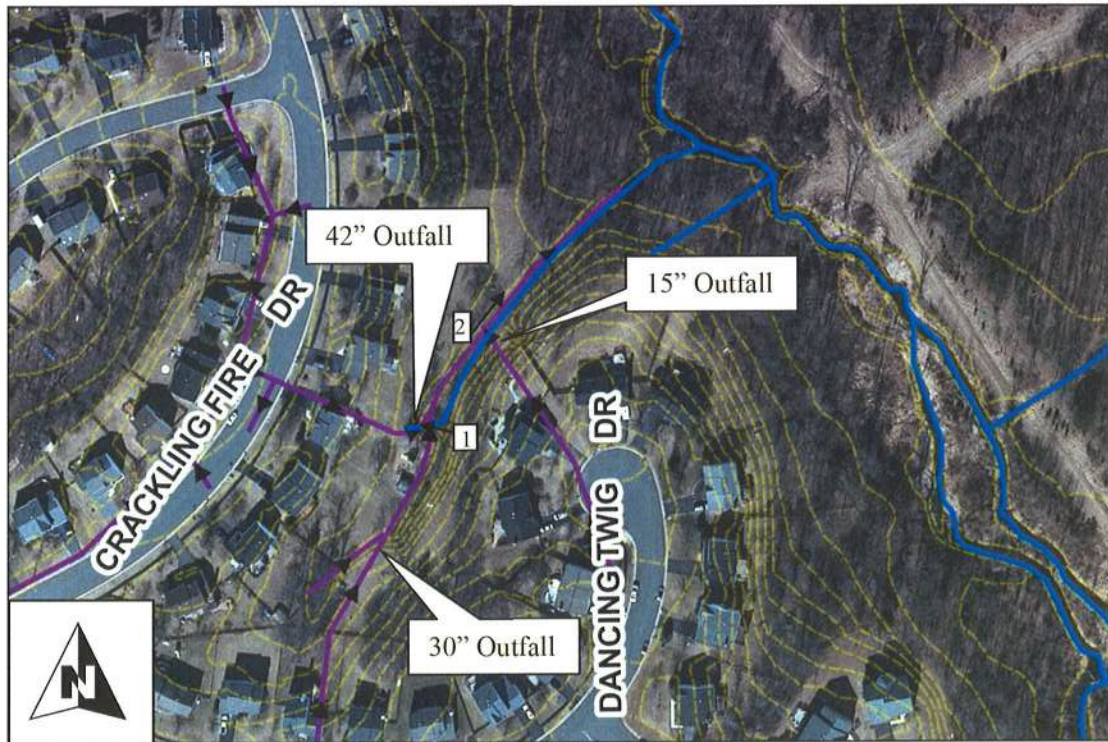 42” Outfall
15” Outfall
2
1
CRACKLING FIRE DR
DANCING TWIG DR
30” Outfall
N